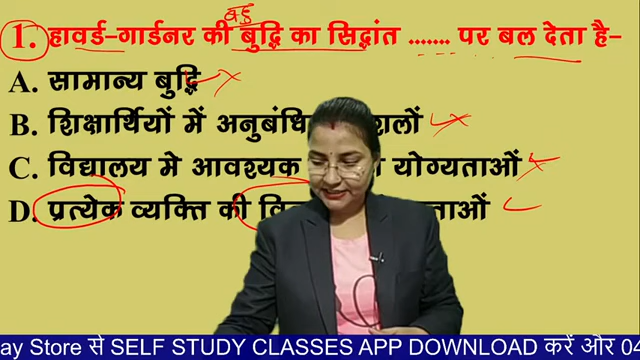 बहु
1. हावर्ड-गार्डनर की बुद्धि का सिद्धांत ....... पर बल देता है-
A. सामान्य बुद्धि
B. शिक्षार्थियों में
C. विद्यालय मे आवश्यक योग्यताओं
D. प्रत्येक व्यक्ति की
ay Store से SELF STUDY CLASSES APP DOWNLOAD करें और 04